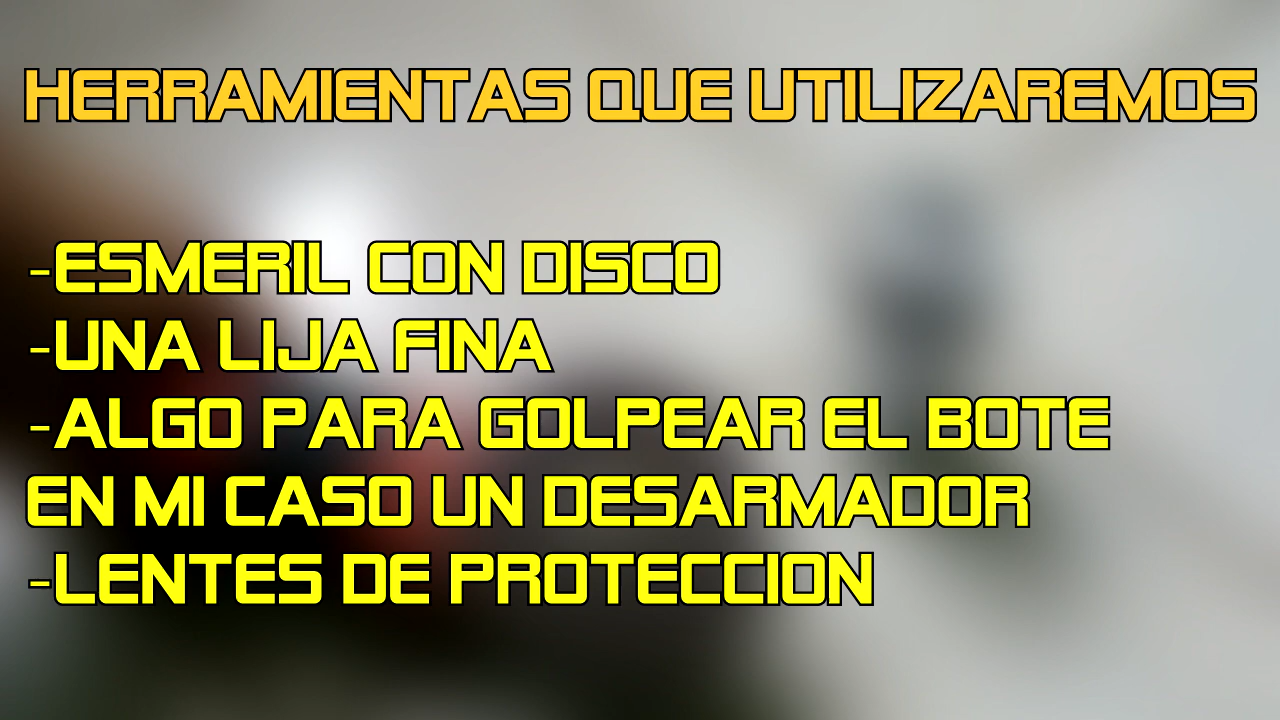 HERRAMIENTAS QUE UTILIZAREMOS
-ESMERIL CON DISCO
-UNA LIJA FINA
-ALGO PARA GOLPEAR EL BOTE
EN MI CASO UN DESARMADOR
-LENTES DE PROTECCION